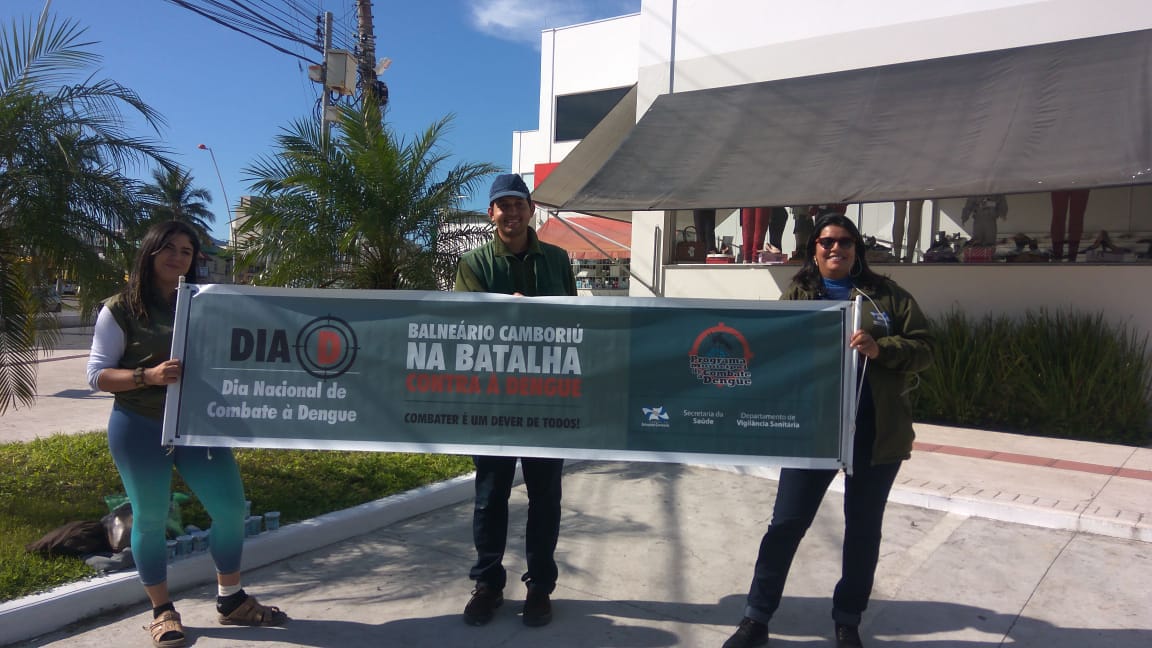 DIA D
Dia Nacional de
Combate à Dengue
BALNEÁRIO CAMBORIÚ
NA BATALHA
CONTRA À DENGUE
COMBATER É UM DEVER DE TODOS!
Programa
Municipal
Combate
Dengue
Secretaria da
Saúde
Departamento de
Vigilância Sanitária